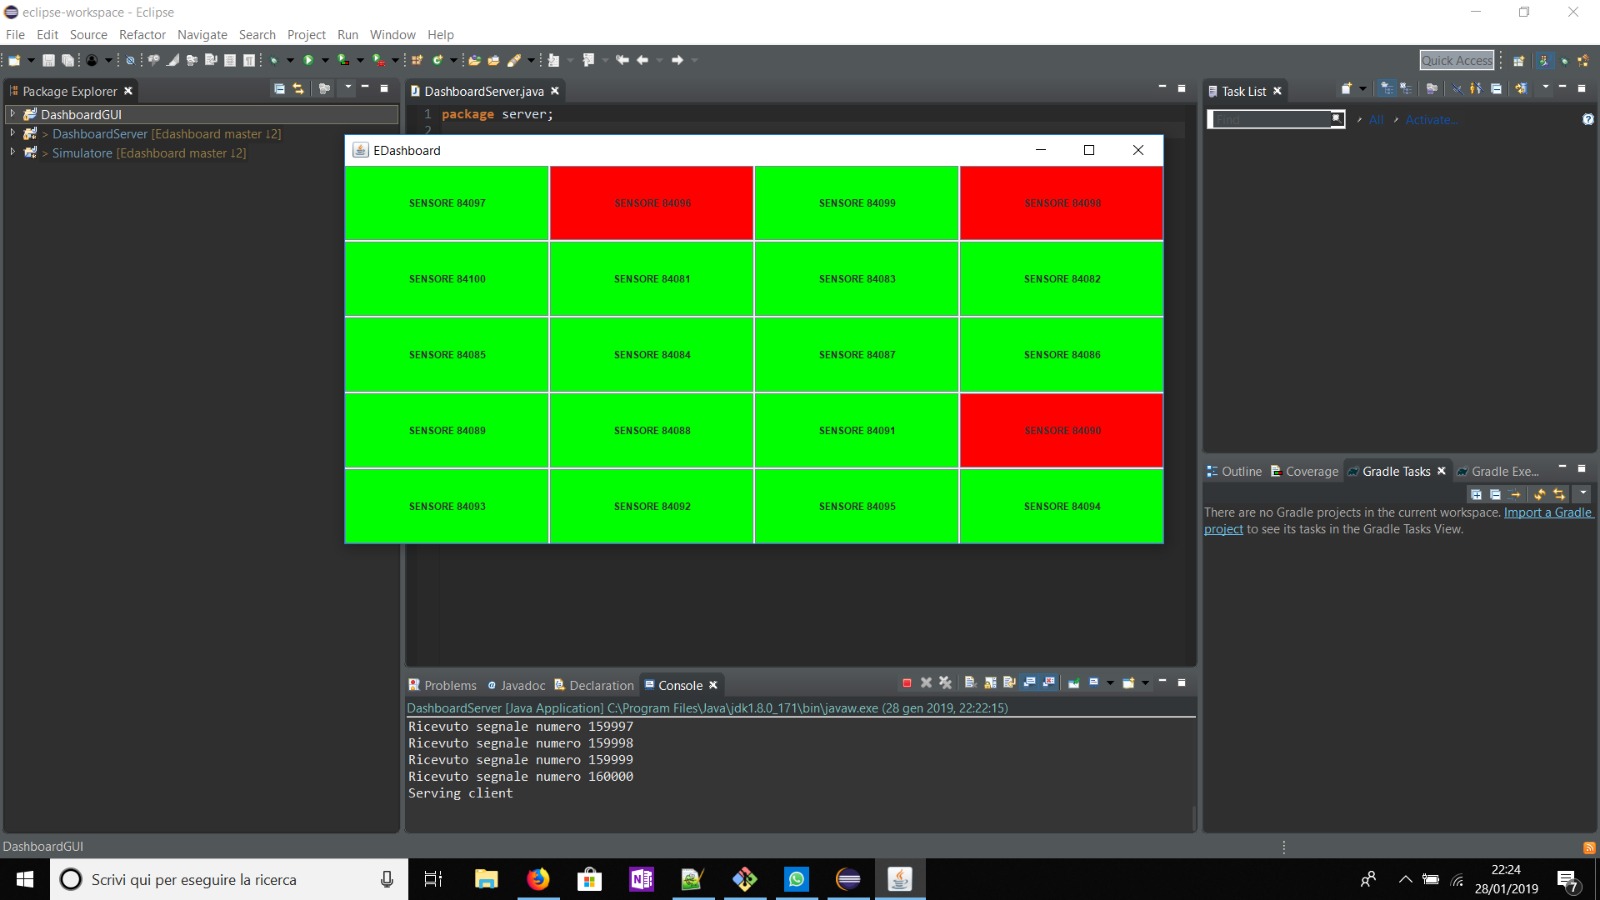 eclipse-workspace - Eclipse
File Edit Source Refactor Navigate Search Project Run Window Help
Quick Access
Package Explorer
DashboardGUI
> DashboardServer [Edashboard master ↓2]
> Simulatore [Edashboard master ↓2]
DashboardServer.java
1 package server;
2
EDashboard
SENSORE 84097 SENSORE 84096 SENSORE 84099 SENSORE 84098
SENSORE 84100 SENSORE 84081 SENSORE 84083 SENSORE 84082
SENSORE 84085 SENSORE 84084 SENSORE 84087 SENSORE 84086
SENSORE 84089 SENSORE 84088 SENSORE 84091 SENSORE 84090
SENSORE 84093 SENSORE 84092 SENSORE 84095 SENSORE 84094
Task List
Find All Activate...
Outline Coverage Gradle Tasks Gradle Exe...
There are no Gradle projects in the current workspace. Import a Gradle
project to see its tasks in the Gradle Tasks View.
Problems Javadoc Declaration Console
DashboardServer [Java Application] C:\Program Files\Java\jdk1.8.0_171\bin\javaw.exe (28 gen 2019, 22:22:15)
Ricevuto segnale numero 159997
Ricevuto segnale numero 159998
Ricevuto segnale numero 159999
Ricevuto segnale numero 160000
Serving client
DashboardGUI
Scrivi qui per eseguire la ricerca
22:24
28/01/2019
7